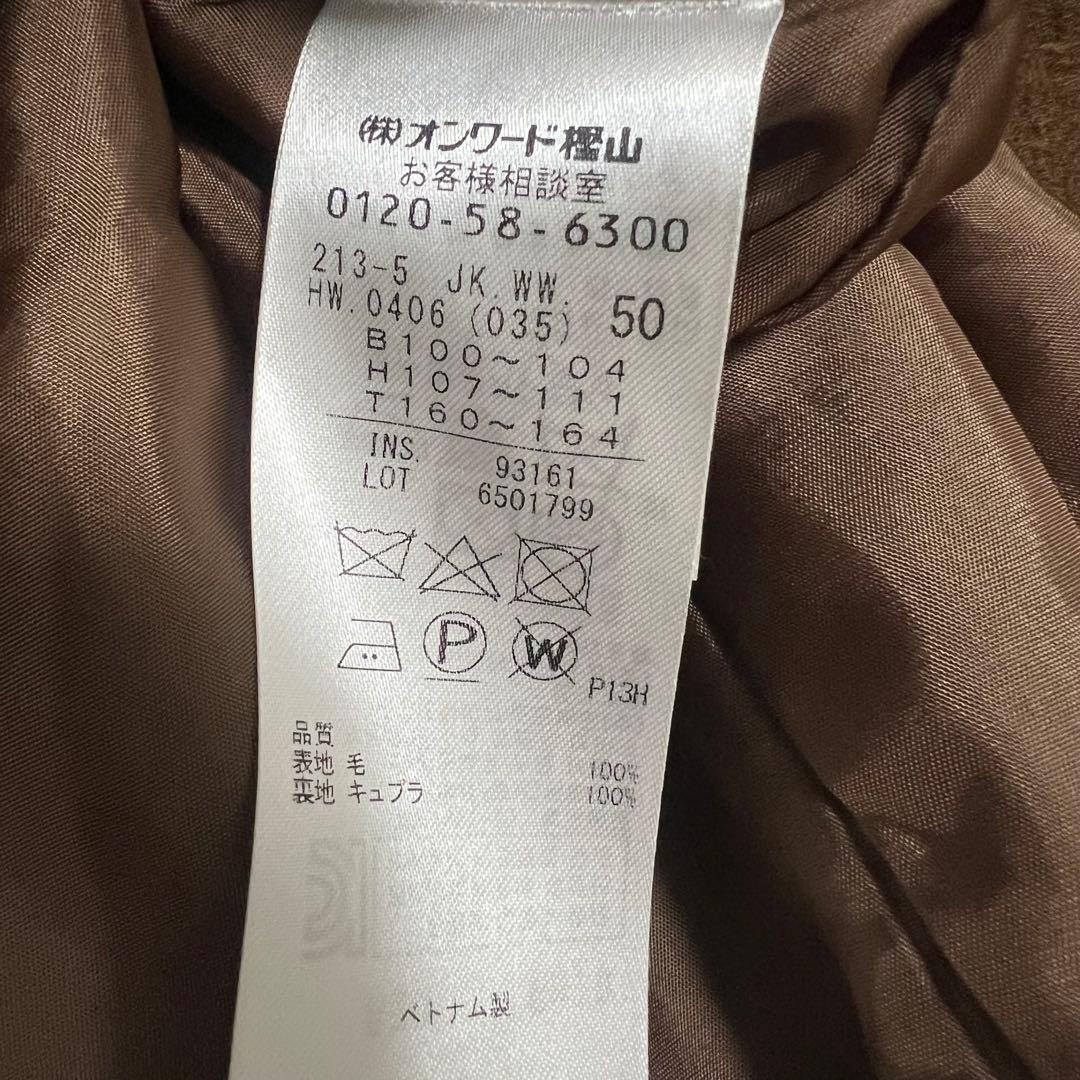 (株)オンワード樫山
お客様相談室
0120-58-6300
213-5 JK.WW.
HW.0406 (035) 50
B100～104
H107～111
T160～164
INS. 93161
LOT 6501799
P W
P13H
品質
表地 毛 100%
裏地 キュプラ 100%
ベトナム製